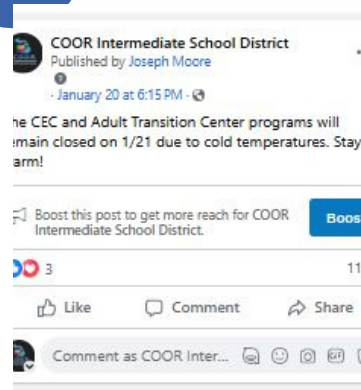 COOR Intermediate School District
Published by Joseph Moore
· January 20 at 6:15 PM ·
he CEC and Adult Transition Center programs will
emain closed on 1/21 due to cold temperatures. Stay
arm!
Boost this post to get more reach for COOR
Intermediate School District.
Boos
3
11
Like
Comment
Share
Comment as COOR Inter...